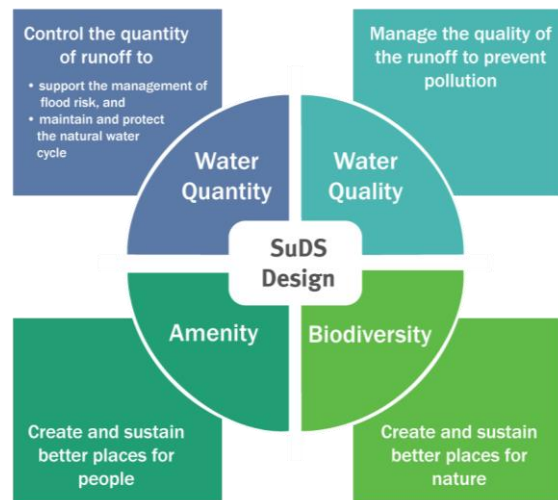 Control the quantity
of runoff to
• support the management of
flood risk, and
• maintain and protect
the natural water
cycle
Manage the quality of
the runoff to prevent
pollution
Water
Quantity
Water
Quality
SuDS
Design
Amenity
Biodiversity
Create and sustain
better places for
people
Create and sustain
better places for
nature